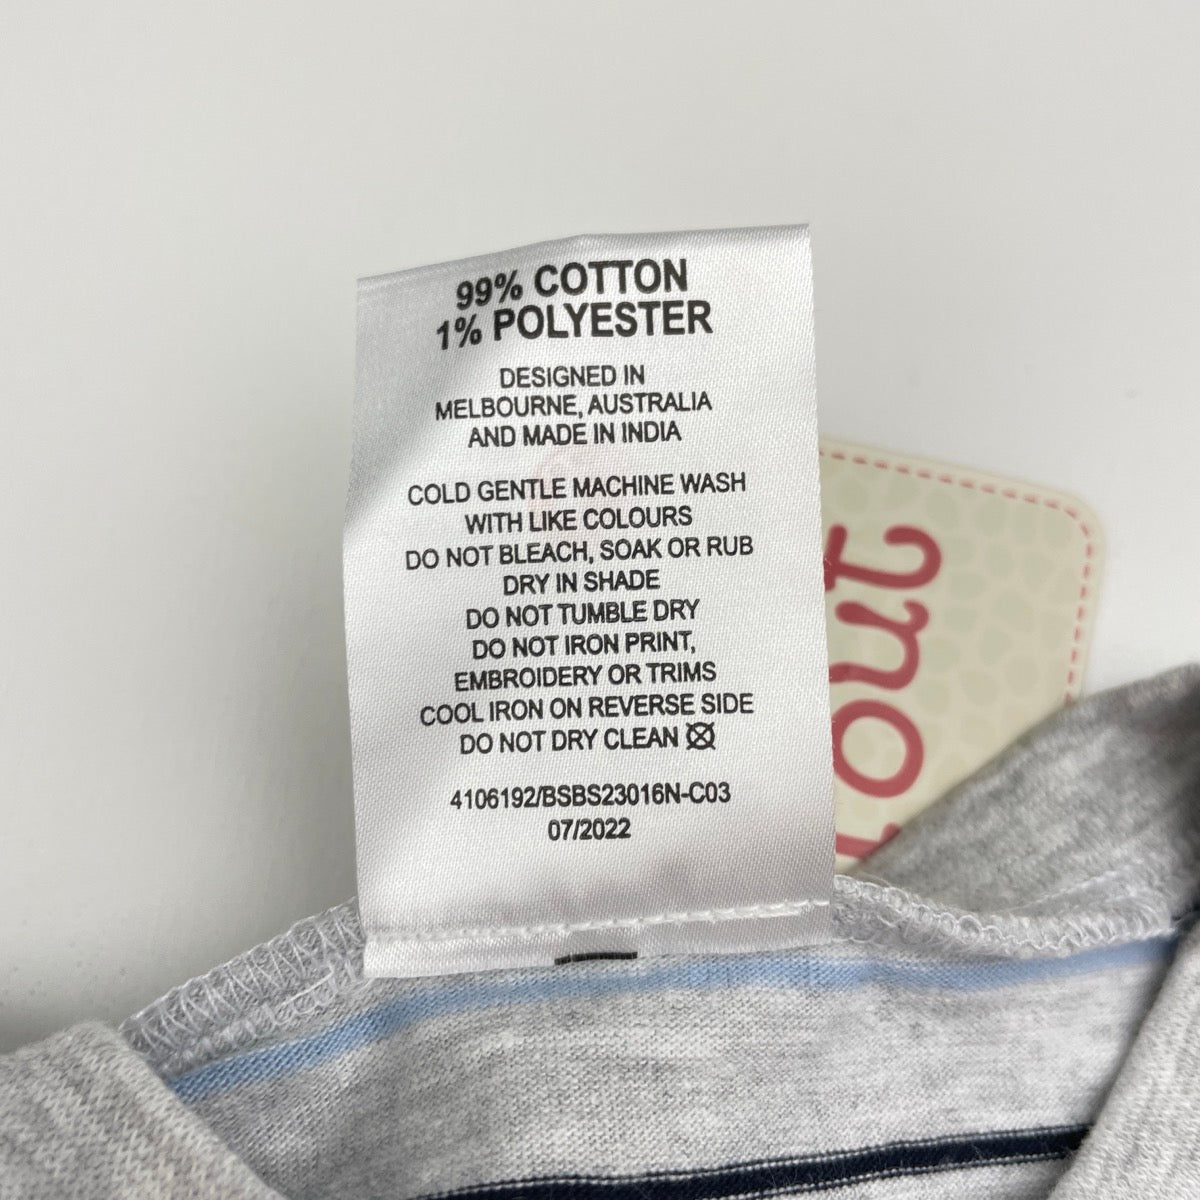 99% COTTON
1% POLYESTER
DESIGNED IN
MELBOURNE, AUSTRALIA
AND MADE IN INDIA
COLD GENTLE MACHINE WASH
WITH LIKE COLOURS
DO NOT BLEACH, SOAK OR RUB
DRY IN SHADE
DO NOT TUMBLE DRY
DO NOT IRON PRINT,
EMBROIDERY OR TRIMS
COOL IRON ON REVERSE SIDE
DO NOT DRY CLEAN
4106192/BSBS23016N-C03
07/2022
out